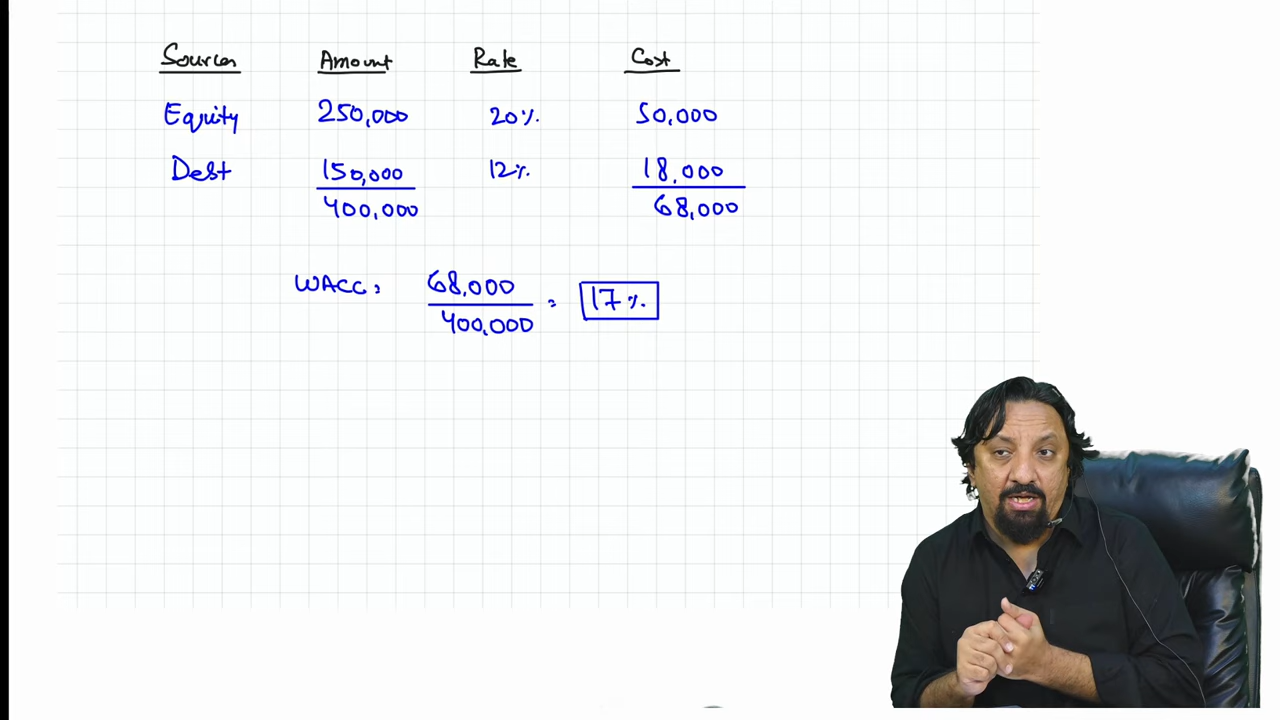 Sources Amount Rate Cost
Equity 250,000 20% 50,000
Debt 150,000 12% 18,000
400,000 68,000
WACC = 68,000
400,000 = 17%